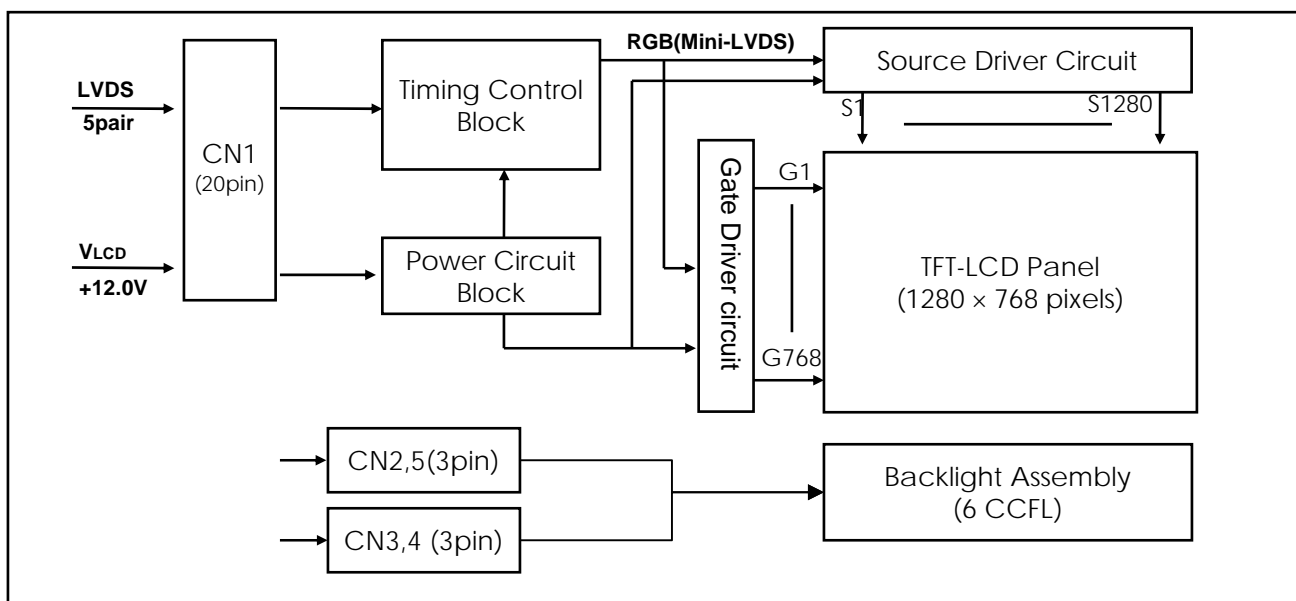 LVDS
5pair
VLCD
+12.0V
CN1
(20pin)
Timing Control
Block
Power Circuit
Block
RGB(Mini-LVDS)
Source Driver Circuit
S1
S1280
Gate Driver circuit
G1
G768
TFT-LCD Panel
(1280 × 768 pixels)
CN2,5(3pin)
CN3,4 (3pin)
Backlight Assembly
(6 CCFL)